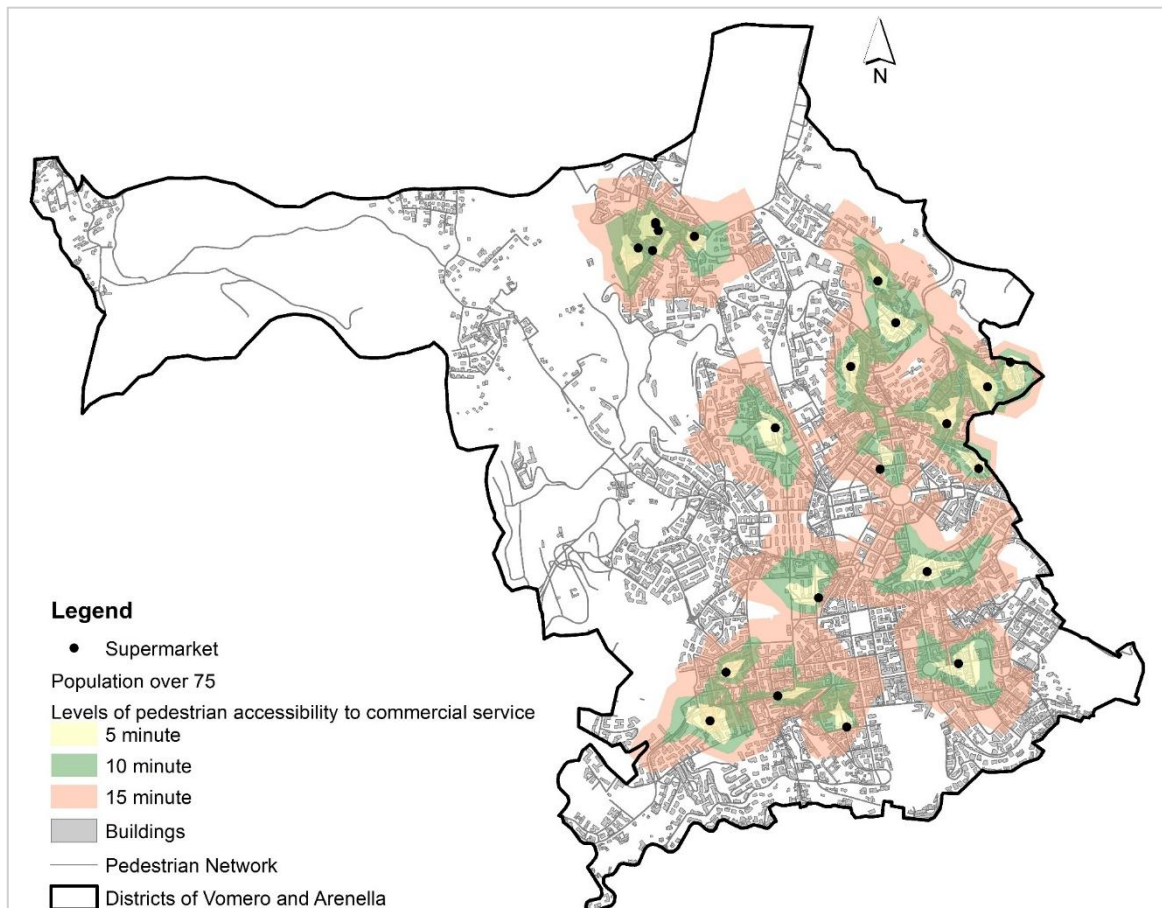 N
Legend
Supermarket
Population over 75
Levels of pedestrian accessibility to commercial service
5 minute
10 minute
15 minute
Buildings
Pedestrian Network
Districts of Vomero and Arenella